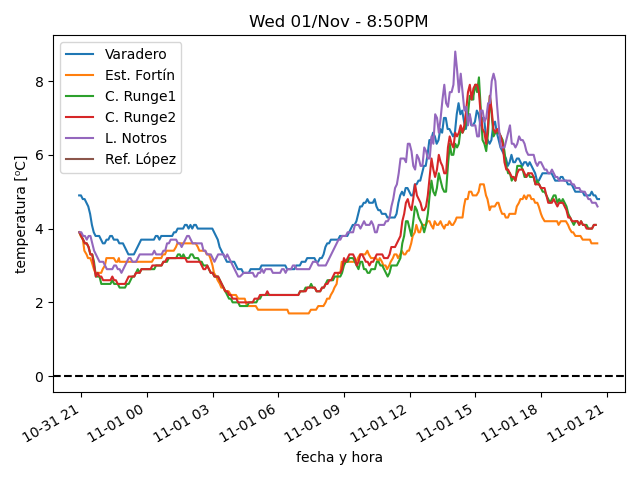 Wed 01/Nov - 8:50PM
Varadero
Est. Fortín
C. Runge1
C. Runge2
L. Notros
Ref. López
temperatura [ºC]
8
6
4
2
0
10-31 21
11-01 00
11-01 03
11-01 06
11-01 09
11-01 12
11-01 15
11-01 18
11-01 21
fecha y hora